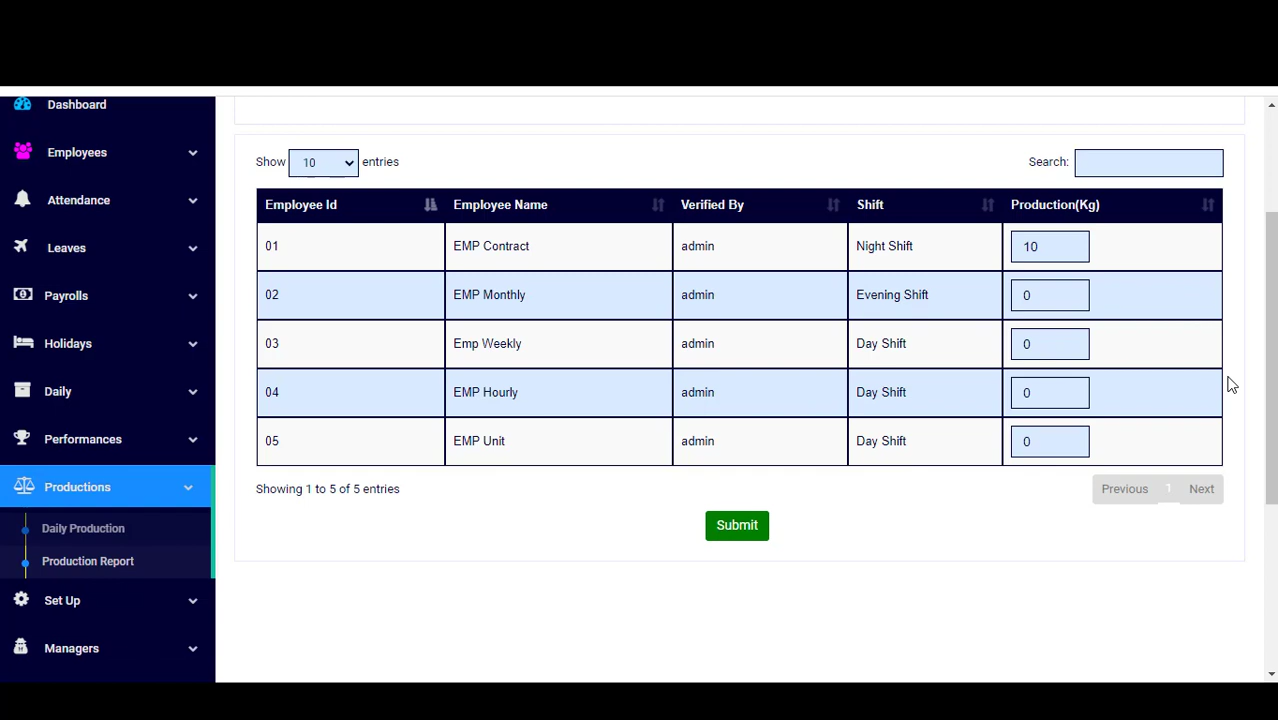 Dashboard
Employees
Attendance
Leaves
Payrolls
Holidays
Daily
Performances
Productions
Daily Production
Production Report
Set Up
Managers
Show 10 entries
Search:
Employee Id Employee Name Verified By Shift Production(Kg)
01 EMP Contract admin Night Shift 10
02 EMP Monthly admin Evening Shift 0
03 Emp Weekly admin Day Shift 0
04 EMP Hourly admin Day Shift 0
05 EMP Unit admin Day Shift 0
Showing 1 to 5 of 5 entries
Previous 1 Next
Submit